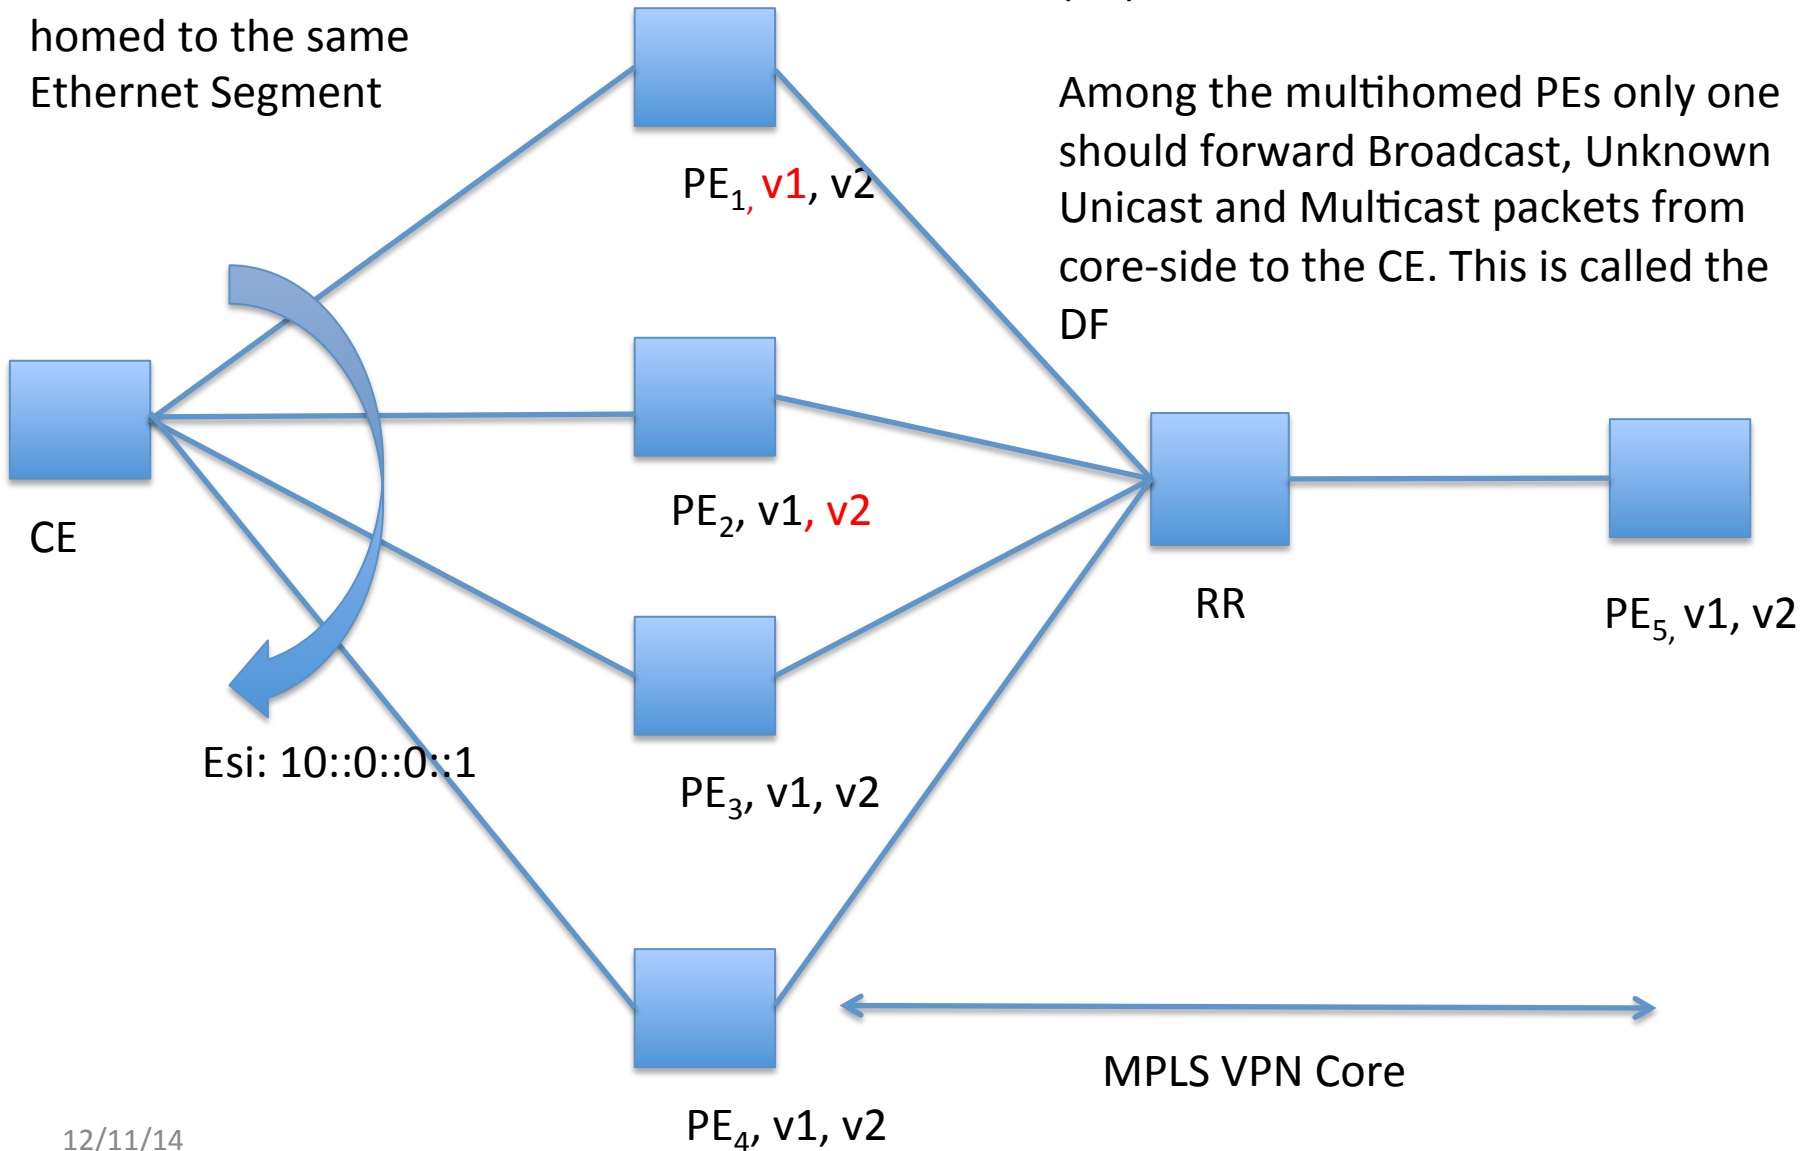 homed to the same
Ethernet Segment
Among the multihomed PEs only one
should forward Broadcast, Unknown
Unicast and Multicast packets from
core-side to the CE. This is called the
DF
PE1, v1, v2
PE2, v1, v2
CE
RR
PE5, v1, v2
Esi: 10::0::0::1
PE3, v1, v2
MPLS VPN Core
PE4, v1, v2
12/11/14